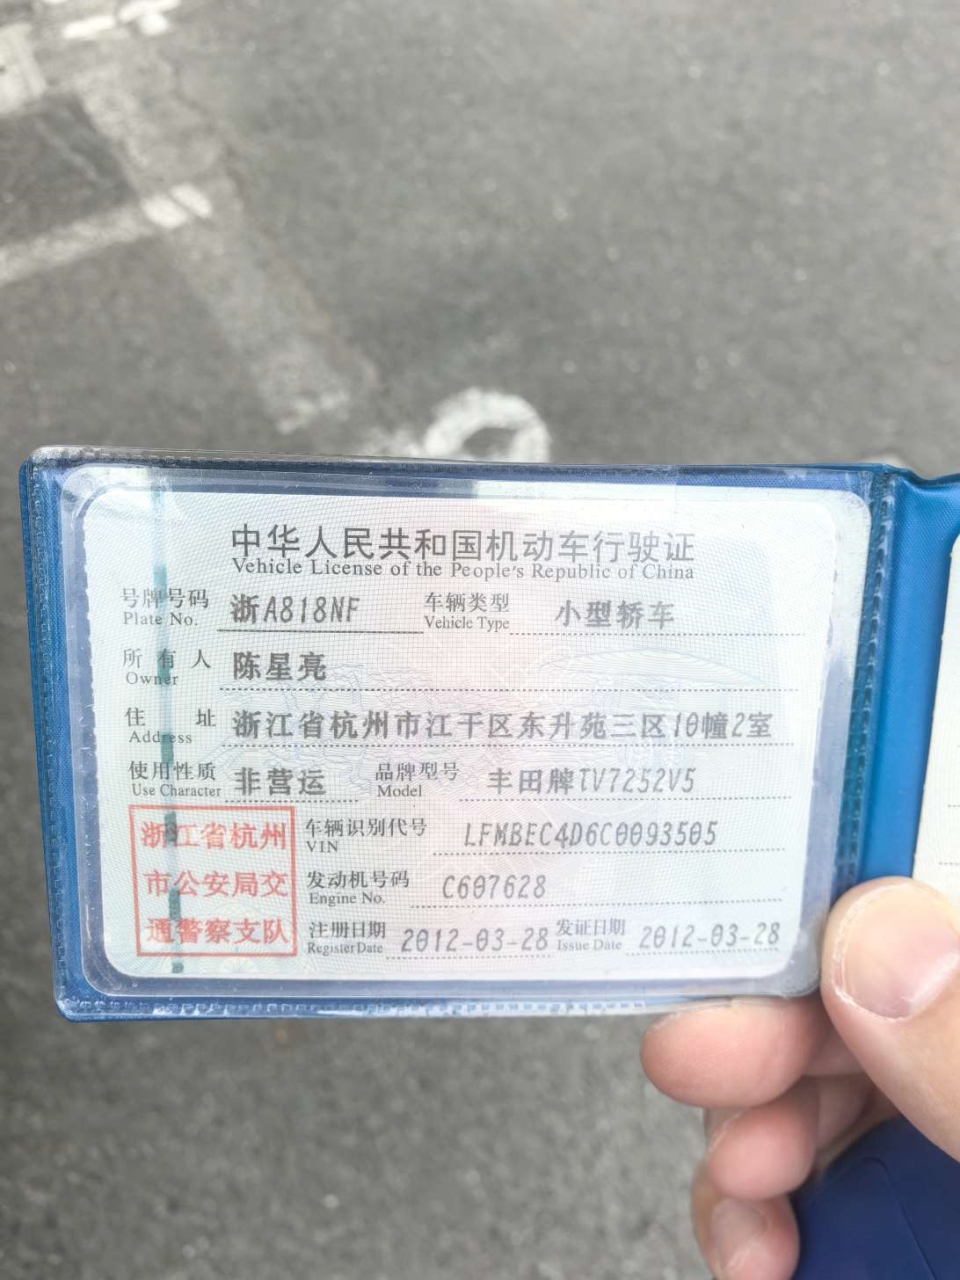 中华人民共和国机动车行驶证
Vehicle License of the People's Republic of China
号牌号码 浙A818NF 车辆类型 小型轿车
Plate No. Vehicle Type
所有人 陈星亮
Owner
住址 浙江省杭州市江干区东升苑三区10幢2室
Address
使用性质 非营运 品牌型号 丰田牌TV7252V5
Use Character Model
浙江省杭州
市公安局交
通警察支队
车辆识别代号 LFMBEC4D6C0093505
VIN
发动机号码 C607628
Engine No.
注册日期 2012-03-28 发证日期 2012-03-28
Register Date Issue Date